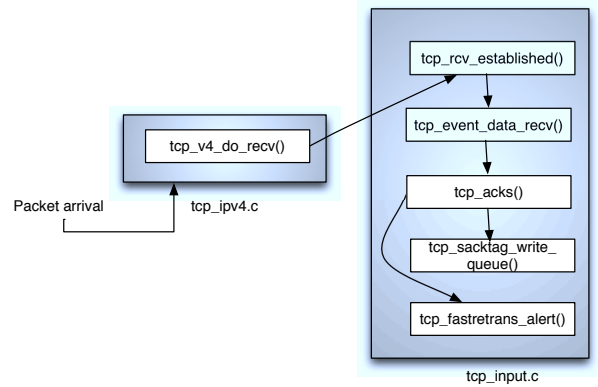 tcp_rcv_established()
tcp_event_data_recv()
tcp_v4_do_recv()
tcp_acks()
Packet arrival
tcp_ipv4.c
tcp_sacktag_write_
queue()
tcp_fastretrans_alert()
tcp_input.c